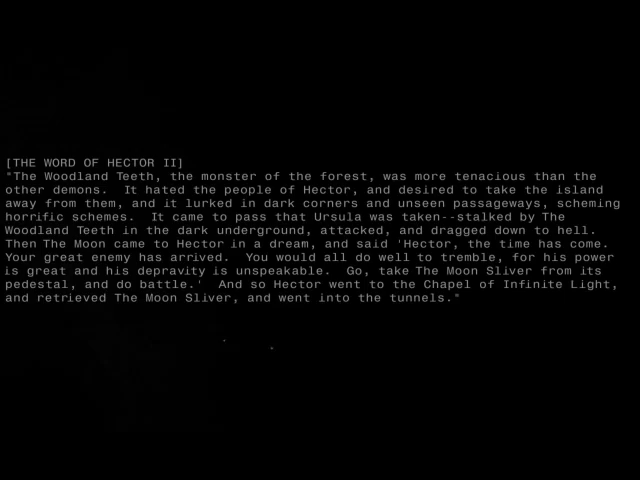 [THE WORD OF HECTOR II]
"The Woodland Teeth, the monster of the forest, was more tenacious than the
other demons.  It hated the people of Hector, and desired to take the island
away from them, and it lurked in dark corners and unseen passageways, scheming
horrific schemes.  It came to pass that Ursula was taken--stalked by The
Woodland Teeth in the dark underground, attacked, and dragged down to hell.
Then The Moon came to Hector in a dream, and said 'Hector, the time has come.
Your great enemy has arrived.  You would all do well to tremble, for his power
is great and his depravity is unspeakable.  Go, take The Moon Sliver from its
pedestal, and do battle.'  And so Hector went to the Chapel of Infinite Light,
and retrieved The Moon Sliver, and went into the tunnels."